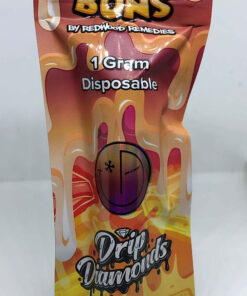 BUNS
BY REDWOOD REMEDIES
1 Gram
Disposable
*D
Drip
Diamonds